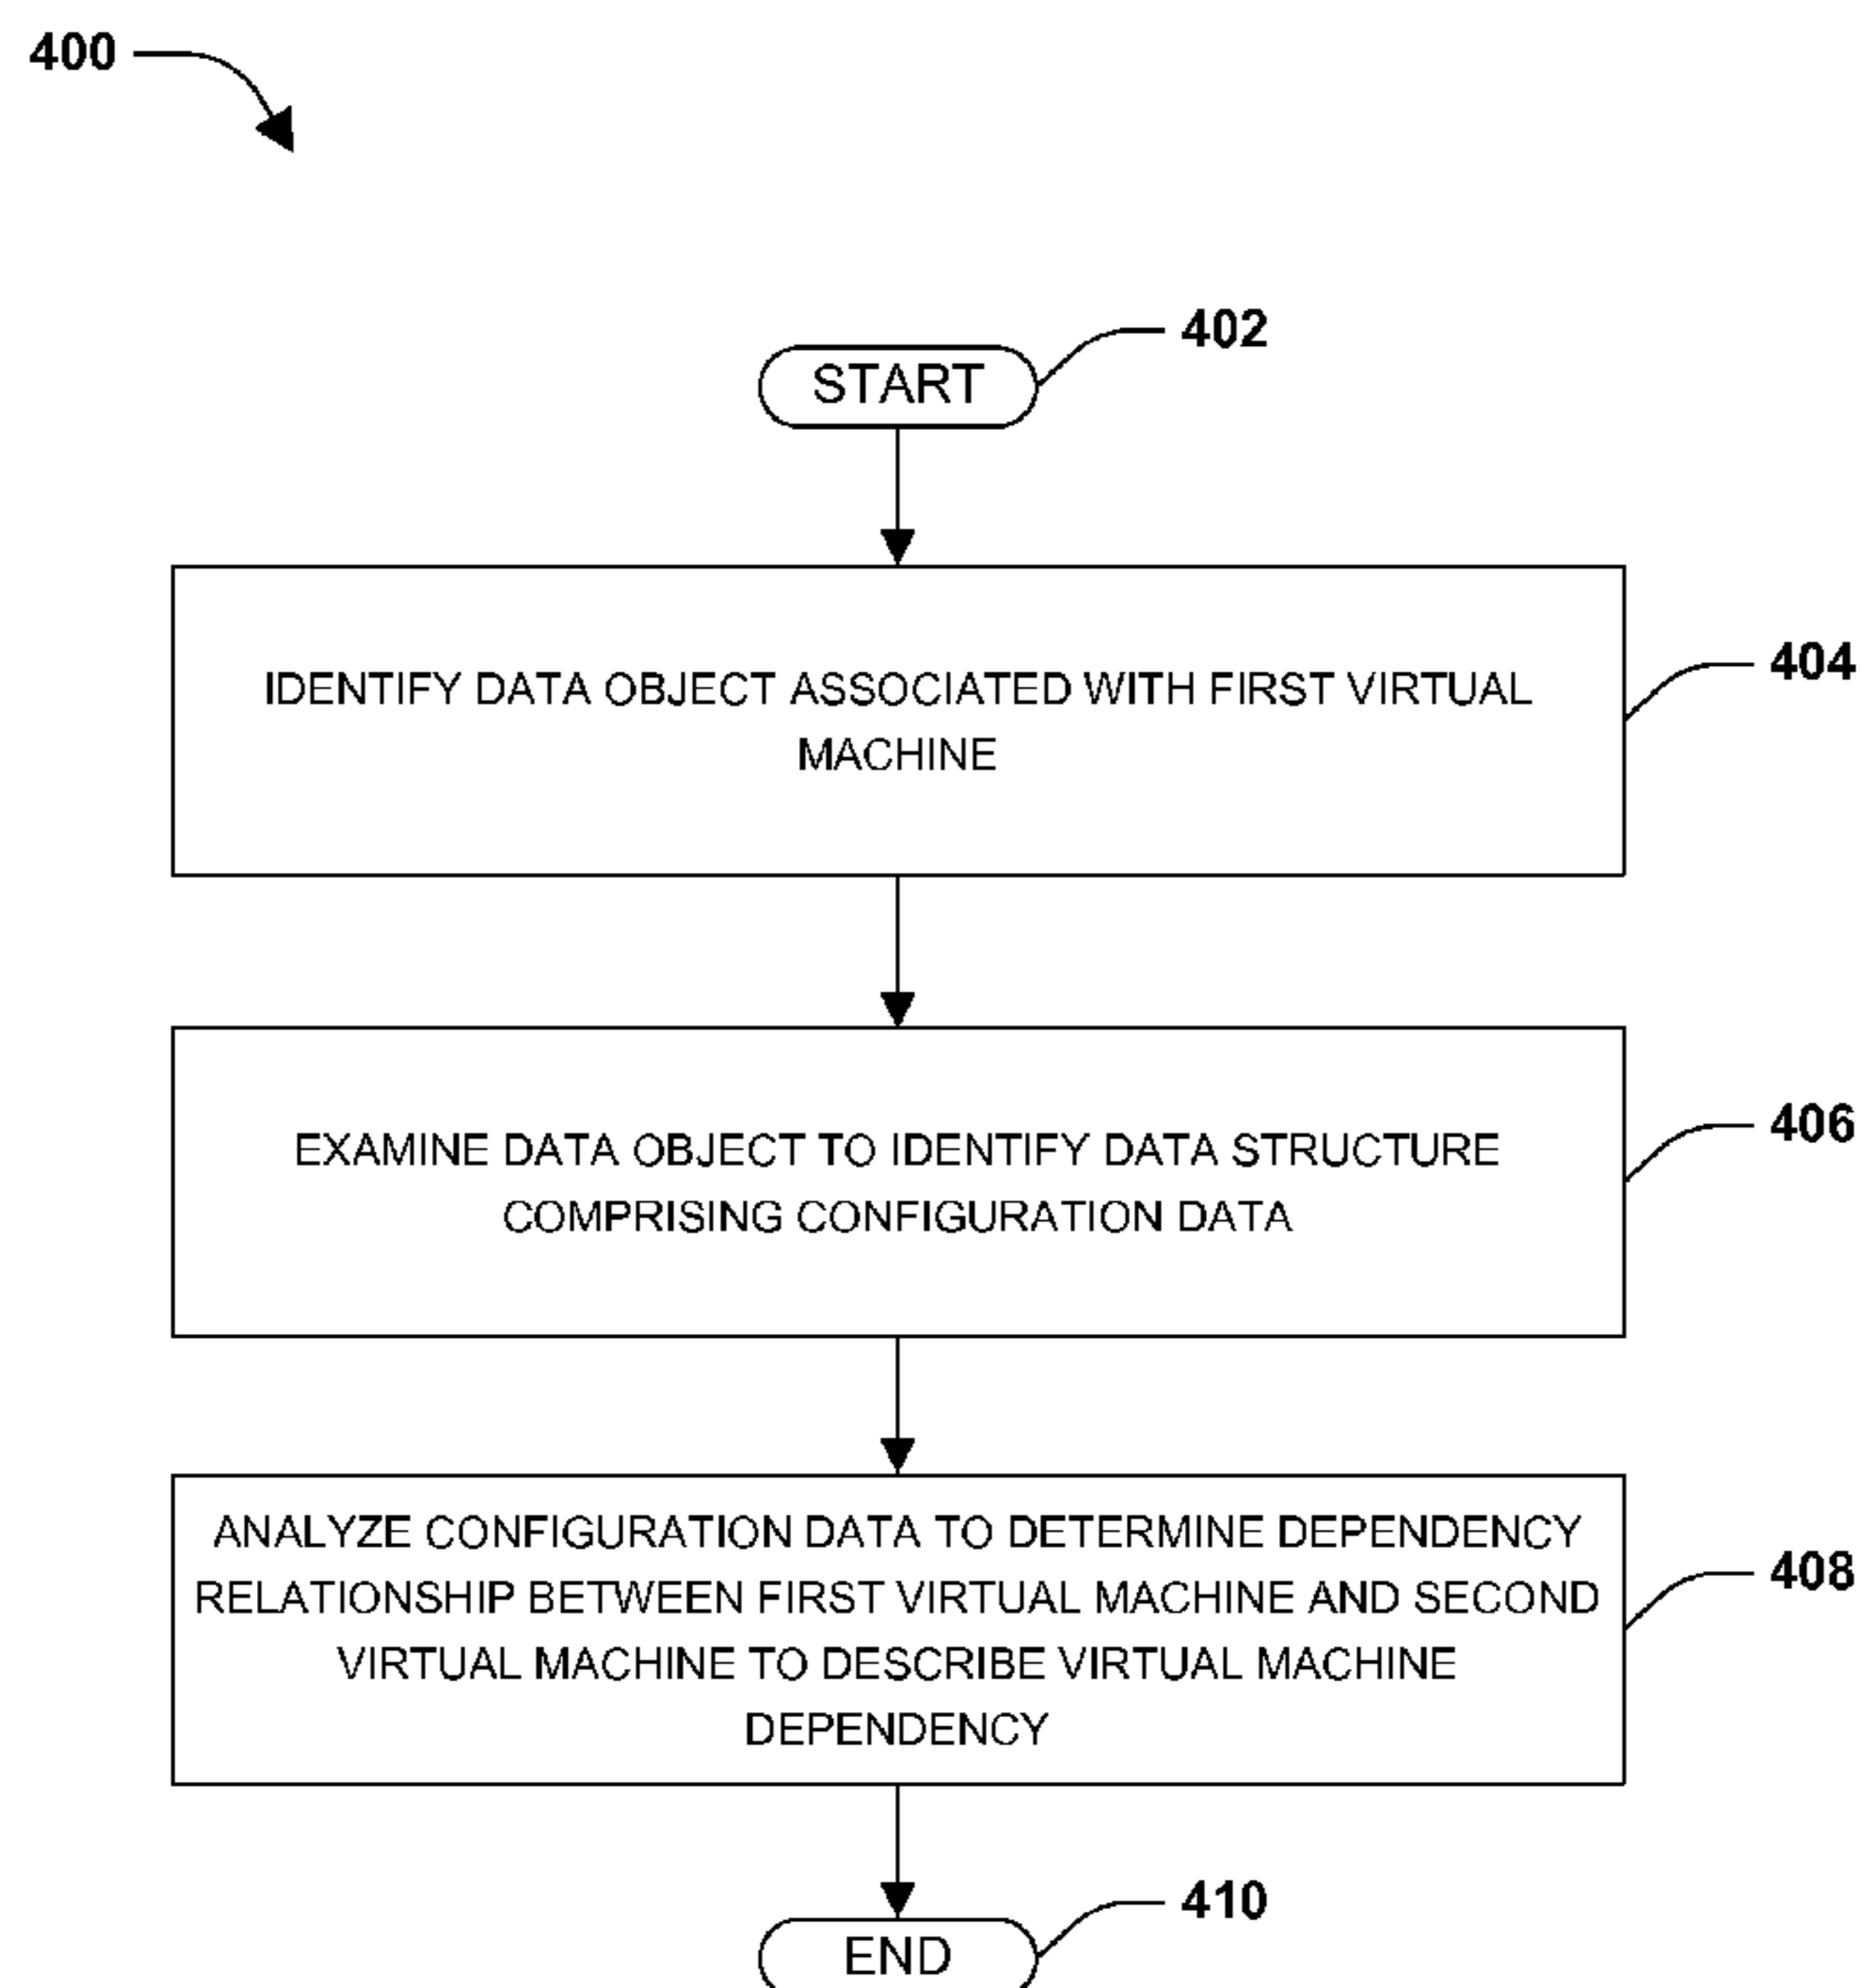 400
402
START
404
IDENTIFY DATA OBJECT ASSOCIATED WITH FIRST VIRTUAL
MACHINE
406
EXAMINE DATA OBJECT TO IDENTIFY DATA STRUCTURE
COMPRISING CONFIGURATION DATA
408
ANALYZE CONFIGURATION DATA TO DETERMINE DEPENDENCY
RELATIONSHIP BETWEEN FIRST VIRTUAL MACHINE AND SECOND
VIRTUAL MACHINE TO DESCRIBE VIRTUAL MACHINE
DEPENDENCY
410
END